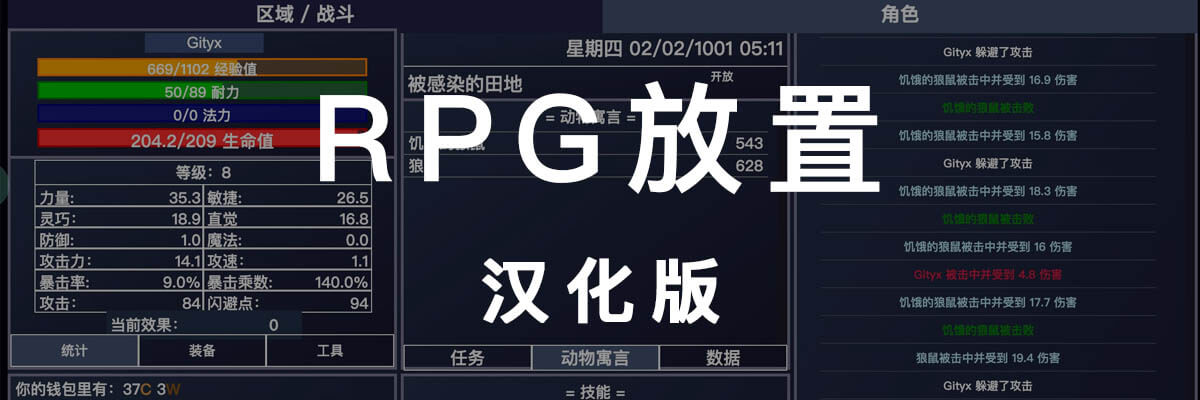 区域 / 战斗
角色
Gityx
669/1102 经验值
50/89 耐力
0/0 法力
204.2/209 生命值
等级：8
力量: 35.3 敏捷: 26.5
灵巧: 18.9 直觉 16.8
防御: 1.0 魔法: 0.0
攻击力: 14.1 攻速: 1.1
暴击率: 9.0% 暴击乘数: 140.0%
攻击: 84 闪避点: 94
当前效果： 0
统计 装备 工具
你的钱包里有：37C 3W
星期四 02/02/1001 05:11
被感染的田地 开放
= 动物寓言 =
543
狼 628
任务 动物寓言 数据
= 技能 =
RPG放置
汉化版
Gityx 躲避了攻击
饥饿的狼鼠被击中并受到 16.9 伤害
饥饿的狼鼠被击败
饥饿的狼鼠被击中并受到 15.8 伤害
Gityx 躲避了攻击
饥饿的狼鼠被击中并受到 18.3 伤害
饥饿的狼鼠被击败
饥饿的狼鼠被击中并受到 16 伤害
Gityx 被击中并受到 4.8 伤害
饥饿的狼鼠被击中并受到 17.7 伤害
饥饿的狼鼠被击败
狼鼠被击中并受到 19.4 伤害
Gityx 躲避了攻击